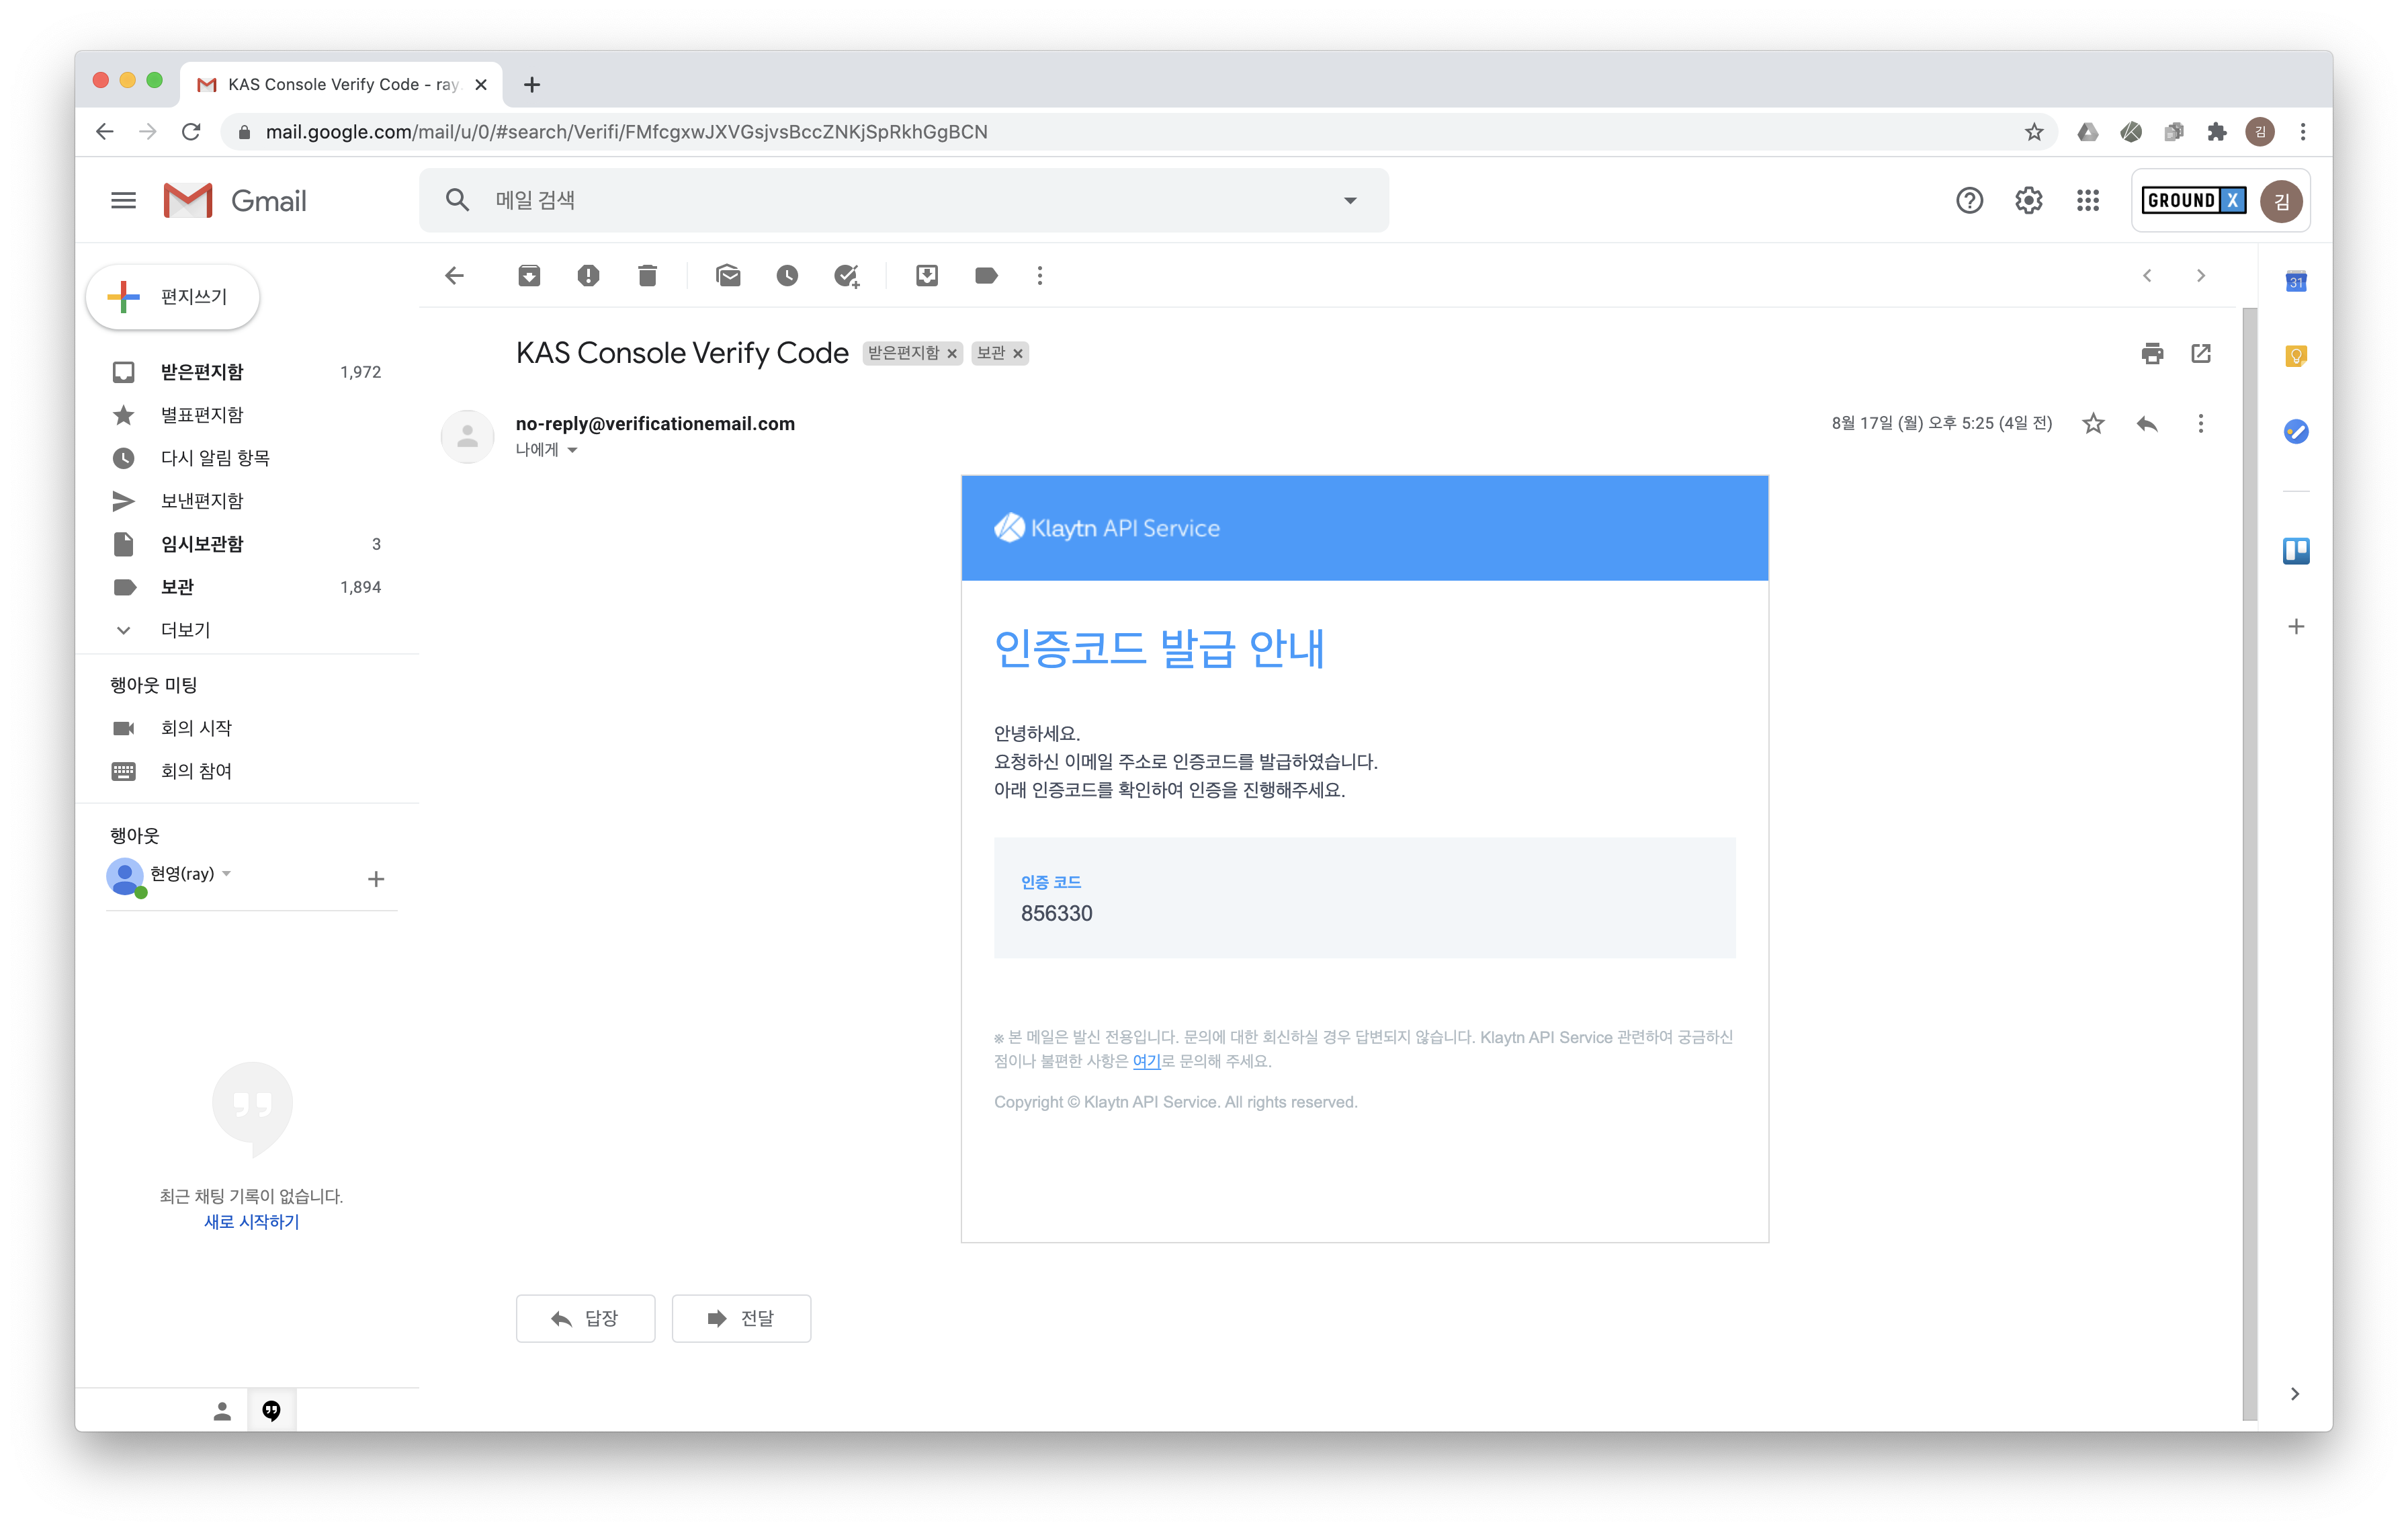 KAS Console Verify Code - ray
mail.google.com/mail/u/0/#search/Verifi/FMfcgxwJXVGsjvsBccZNKjSpRkhGgBCN
김
Gmail
메일 검색
GROUND X
김
편지쓰기
받은편지함 1,972
별표편지함
다시 알림 항목
보낸편지함
임시보관함 3
보관 1,894
더보기
행아웃 미팅
회의 시작
회의 참여
행아웃
현영(ray)
최근 채팅 기록이 없습니다.
새로 시작하기
KAS Console Verify Code 받은편지함 보관
no-reply@verificationemail.com
8월 17일 (월) 오후 5:25 (4일 전)
나에게
Klaytn API Service
인증코드 발급 안내
안녕하세요.
요청하신 이메일 주소로 인증코드를 발급하였습니다.
아래 인증코드를 확인하여 인증을 진행해주세요.
인증 코드
856330
※ 본 메일은 발신 전용입니다. 문의에 대한 회신하실 경우 답변되지 않습니다. Klaytn API Service 관련하여 궁금하신
점이나 불편한 사항은 여기로 문의해 주세요.
Copyright © Klaytn API Service. All rights reserved.
답장
전달
31